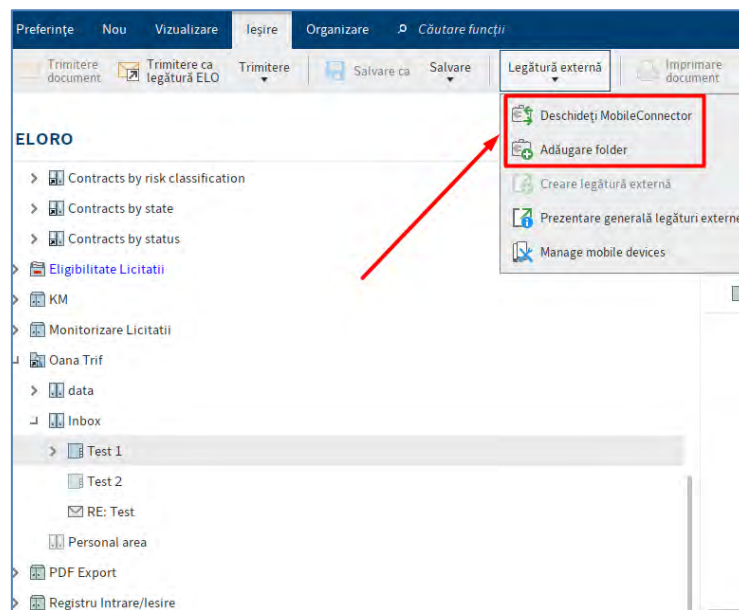 Preferințe Nou Vizualizare Ieșire Organizare Căutare funcții
Trimitere document
Trimitere ca legătură ELO
Trimitere
Salvare ca
Salvare
Legătură externă
Imprimare document
Deschideți MobileConnector
Adăugare folder
Creare legătură externă
Prezentare generală legături externe
Manage mobile devices
ELORO
Contracts by risk classification
Contracts by state
Contracts by status
Eligibilitate Licitatii
KM
Monitorizare Licitatii
Oana Trif
data
Inbox
Test 1
Test 2
RE: Test
Personal area
PDF Export
Registru Intrare/Iesire